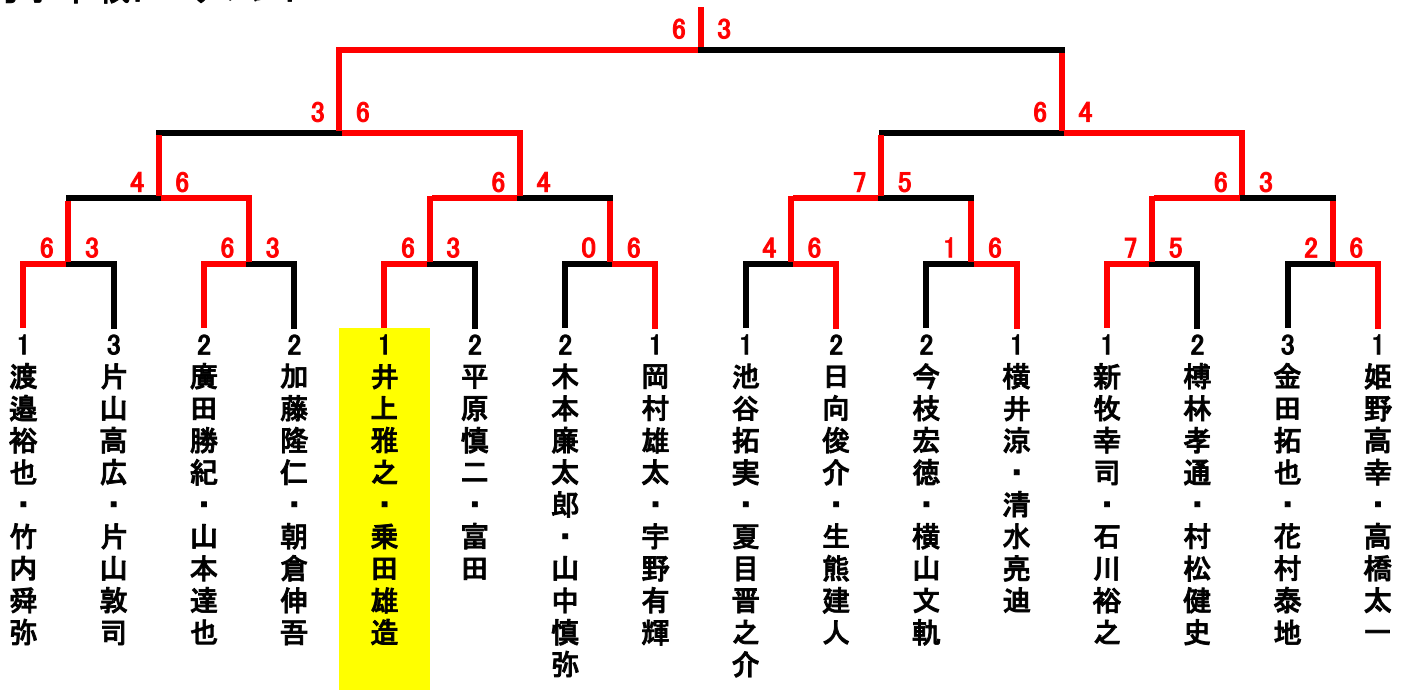 6 3
3 6
6 4
4 6
6 4
7 5
6 3
6 3
6 3
6 3
0 6
4 6
1 6
7 5
2 6
1 渡邉裕也・竹内舜弥
3 片山高広・片山敦司
2 廣田勝紀・山本達也
2 加藤隆仁・朝倉伸吾
1 井上雅之・乗田雄造
2 平原慎二・富田
2 木本廉太郎・山中慎弥
1 岡村雄太・宇野有輝
1 池谷拓実・夏目晋之介
2 日向俊介・生熊建人
2 今枝宏徳・横山文軌
1 横井涼・清水亮迪
1 新牧幸司・石川裕之
2 榑林孝通・村松健史
3 金田拓也・花村泰地
1 姫野高幸・高橋太一